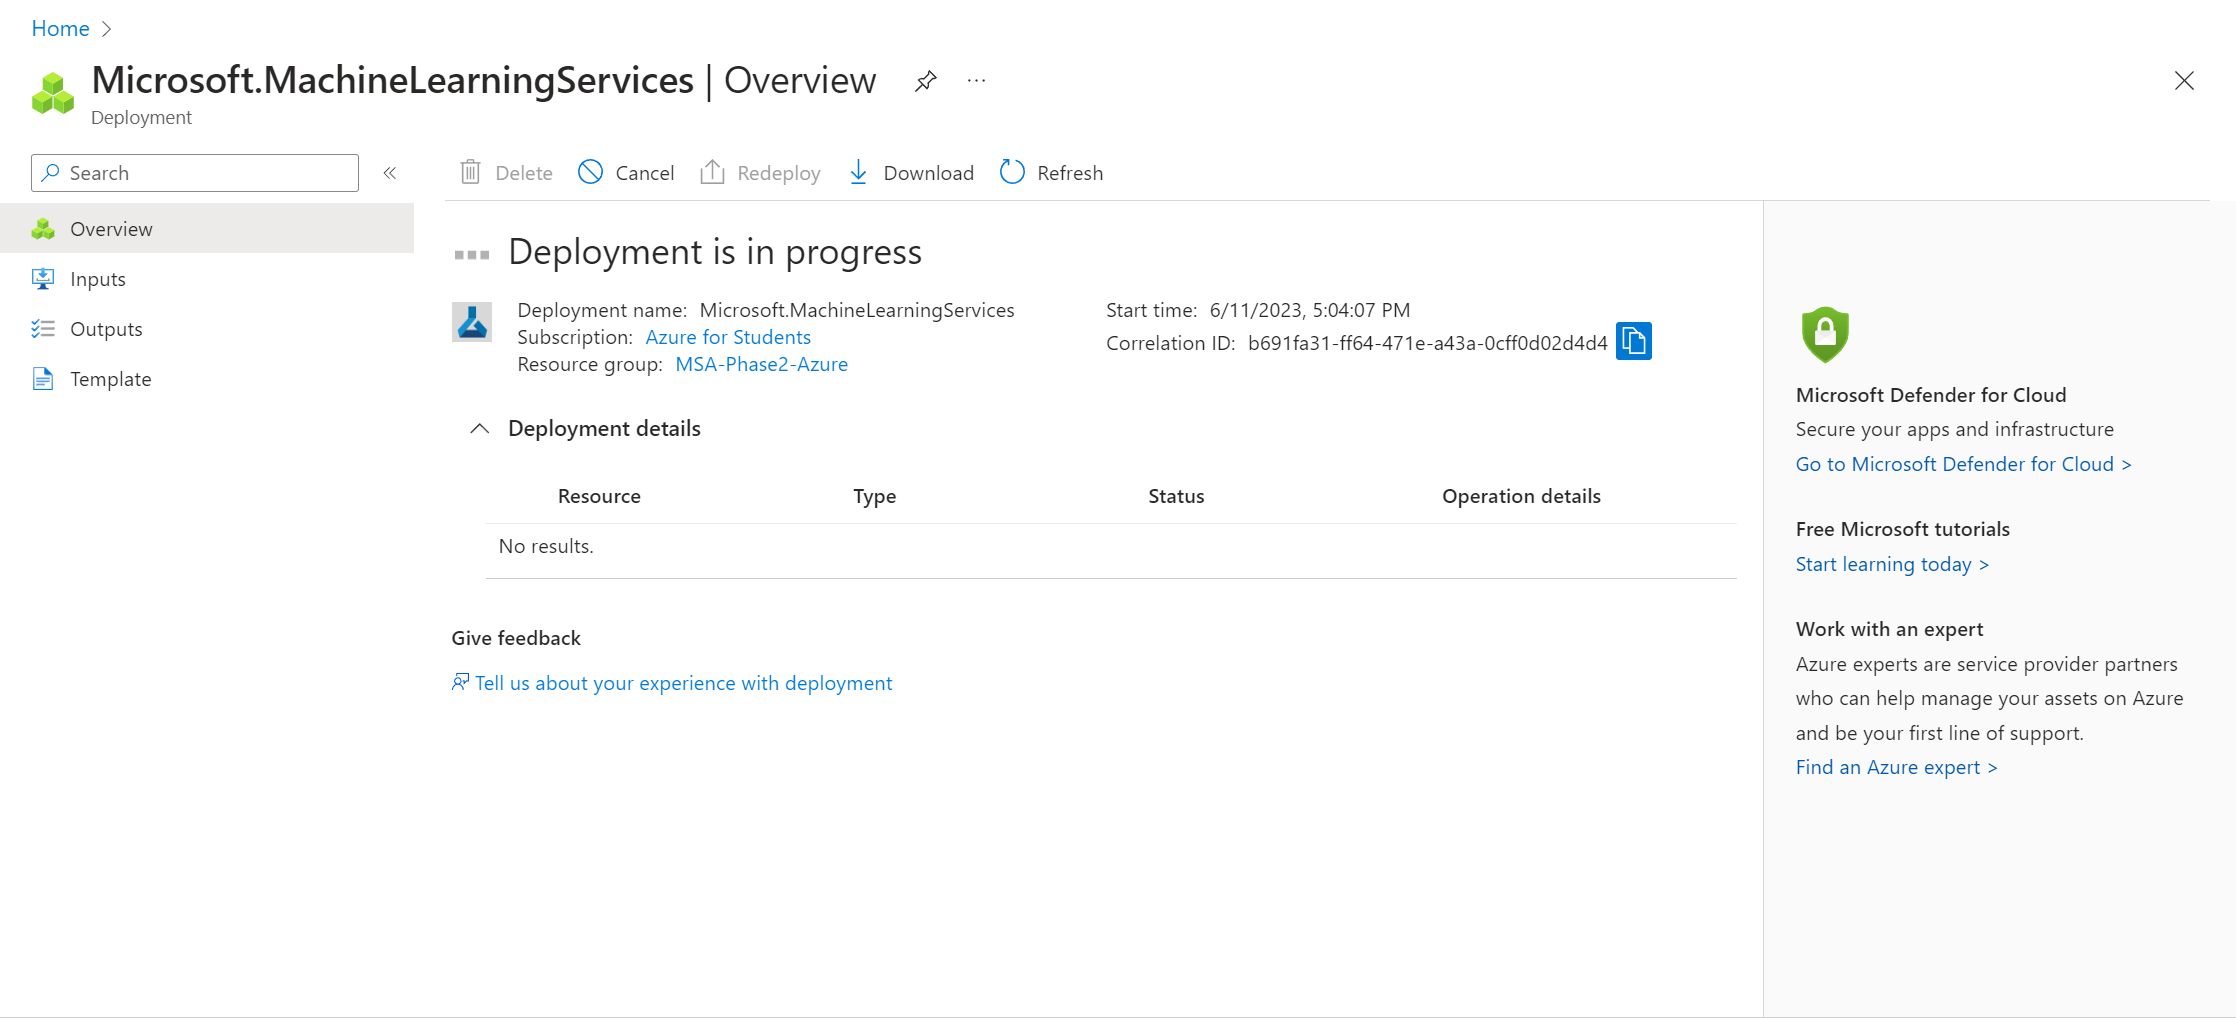 Home
Microsoft.MachineLearningServices | Overview
Deployment
Search
Delete
Cancel
Redeploy
Download
Refresh
Overview
Inputs
Outputs
Template
Deployment is in progress
Deployment name: Microsoft.MachineLearningServices
Subscription: Azure for Students
Resource group: MSA-Phase2-Azure
Start time: 6/11/2023, 5:04:07 PM
Correlation ID: b691fa31-ff64-471e-a43a-0cff0d02d4d4
Deployment details
Resource Type Status Operation details
No results.
Give feedback
Tell us about your experience with deployment
Microsoft Defender for Cloud
Secure your apps and infrastructure
Go to Microsoft Defender for Cloud >
Free Microsoft tutorials
Start learning today >
Work with an expert
Azure experts are service provider partners
who can help manage your assets on Azure
and be your first line of support.
Find an Azure expert >